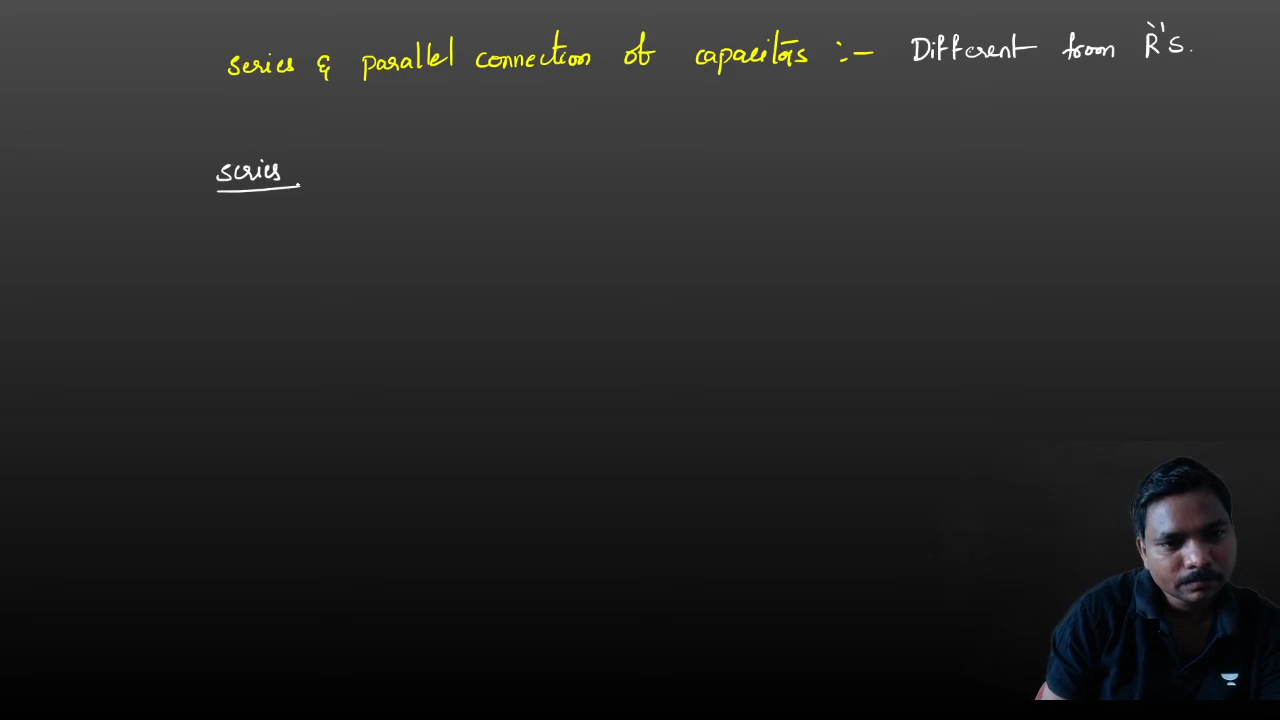 series & parallel connection of capacitors :- Different from R's.
series